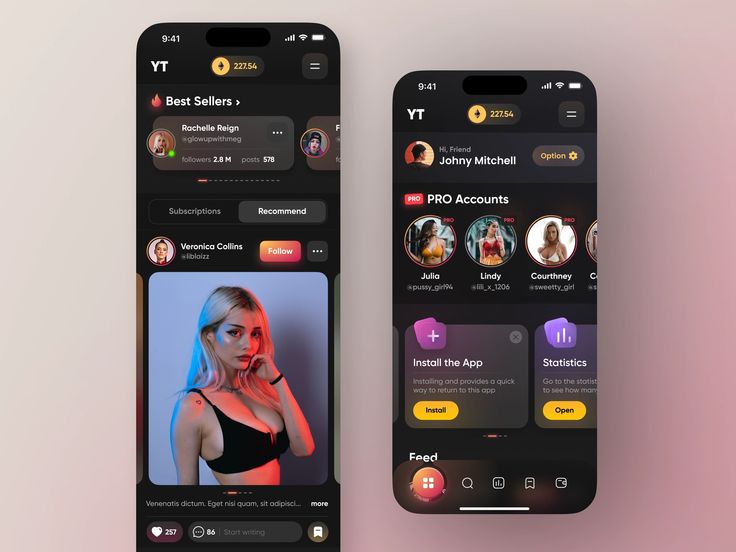 9:41
YT
227.54
Best Sellers ›
Rachelle Reign
@glowupwithmeg
followers 2.8 M posts 578
F
Subscriptions
Recommend
Veronica Collins
@liblaizz
Follow
Venenatis dictum. Eget nisi quam, sit adipisci... more
257
86
Start writing
9:41
YT
227.54
Hi, Friend
Johny Mitchell
Option
PRO PRO Accounts
PRO
PRO
PRO
Julia
@pussy_girl94
Lindy
@lili_x_1206
Courthney
@sweetty_girl
Install the App
Installing and provides a quick
way to return to this app
Install
Statistics
Go to the statist
to see how many
Open
Feed